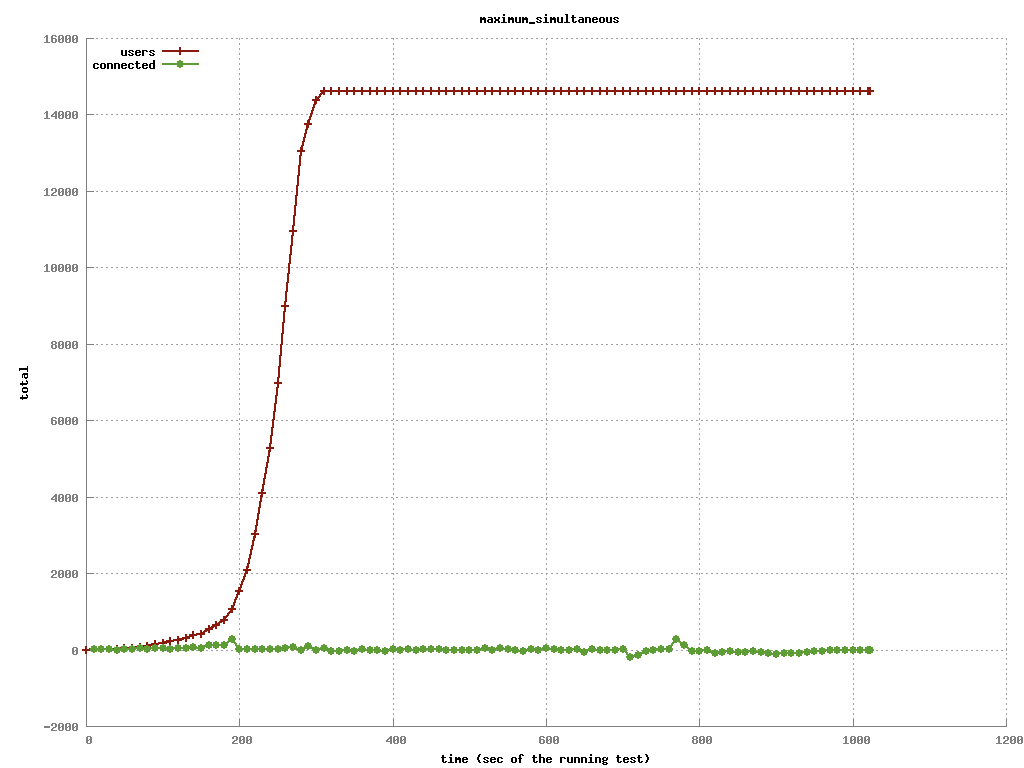 maximum_simultaneous
16000
users
connected
14000
12000
10000
8000
total
6000
4000
2000
0
-2000
0 200 400 600 800 1000 1200
time (sec of the running test)